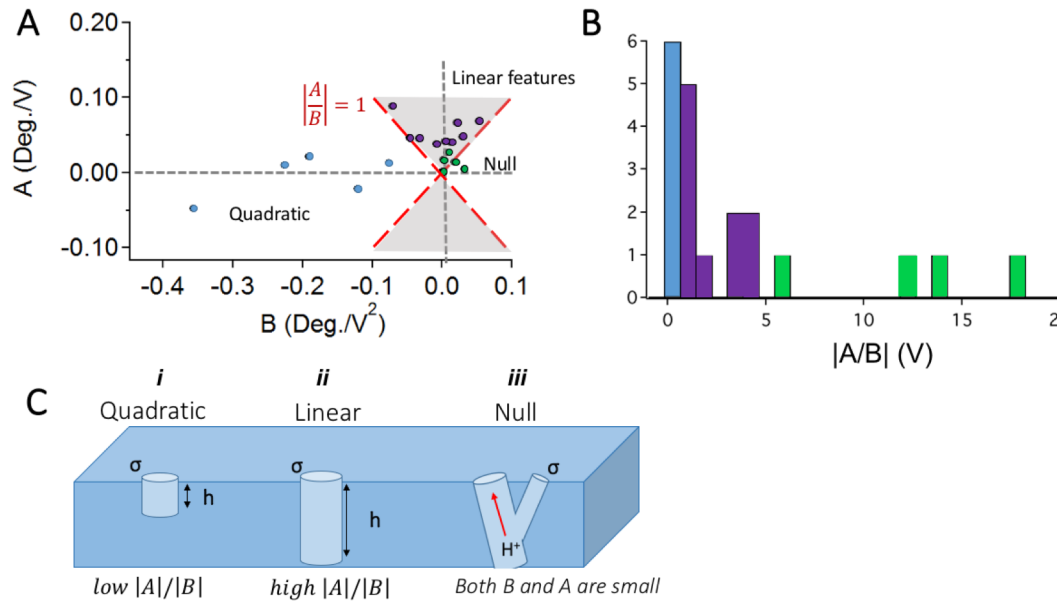 A
A (Deg./V)
0.20
0.10
0.00
-0.10
|A/B| = 1
Linear features
Null
Quadratic
-0.4 -0.3 -0.2 -0.1 0.0 0.1
B (Deg./V²)
B
6
5
4
3
2
1
0
0 5 10 15 2
|A/B| (V)
C
i ii iii
Quadratic Linear Null
σ σ σ
h h
H⁺
low |A|/|B| high |A|/|B| Both B and A are small